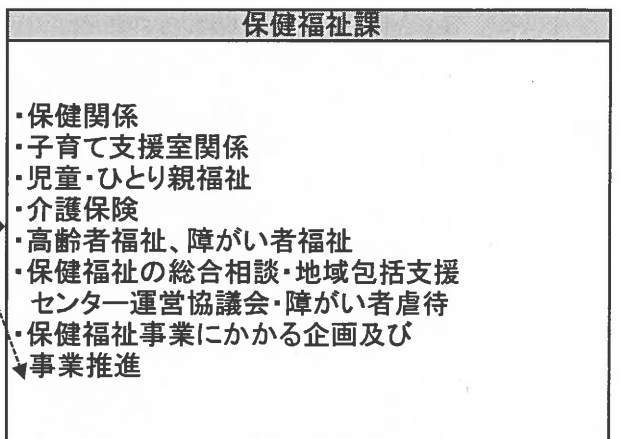 保健福祉課
・保健関係
・子育て支援室関係
・児童・ひとり親福祉
・介護保険
・高齢者福祉、障がい者福祉
・保健福祉の総合相談・地域包括支援
センター運営協議会・障がい者虐待
・保健福祉事業にかかる企画及び
事業推進